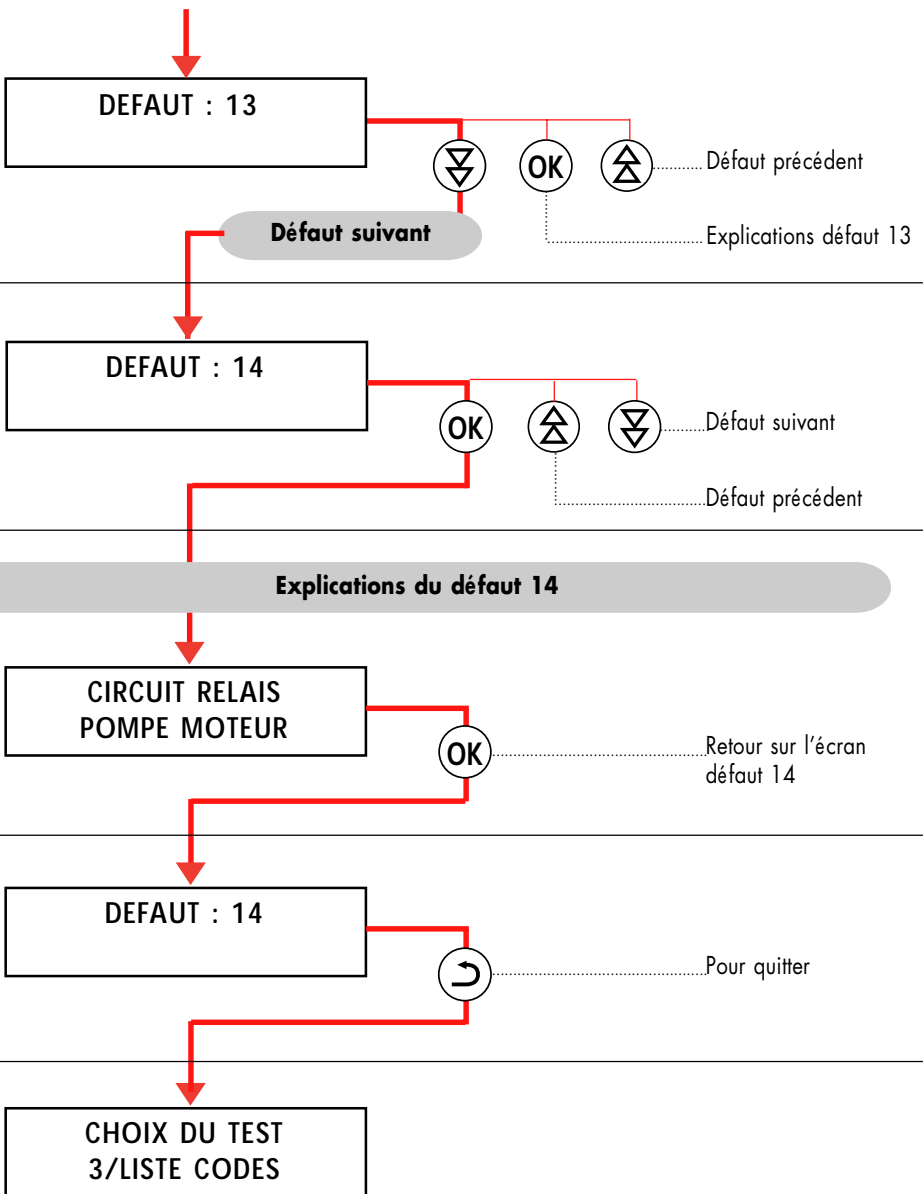 DEFAUT : 13
OK
Défaut précédent
Défaut suivant
Explications défaut 13
DEFAUT : 14
OK
Défaut suivant
Défaut précédent
Explications du défaut 14
CIRCUIT RELAIS
POMPE MOTEUR
OK
Retour sur l'écran
défaut 14
DEFAUT : 14
Pour quitter
CHOIX DU TEST
3/LISTE CODES